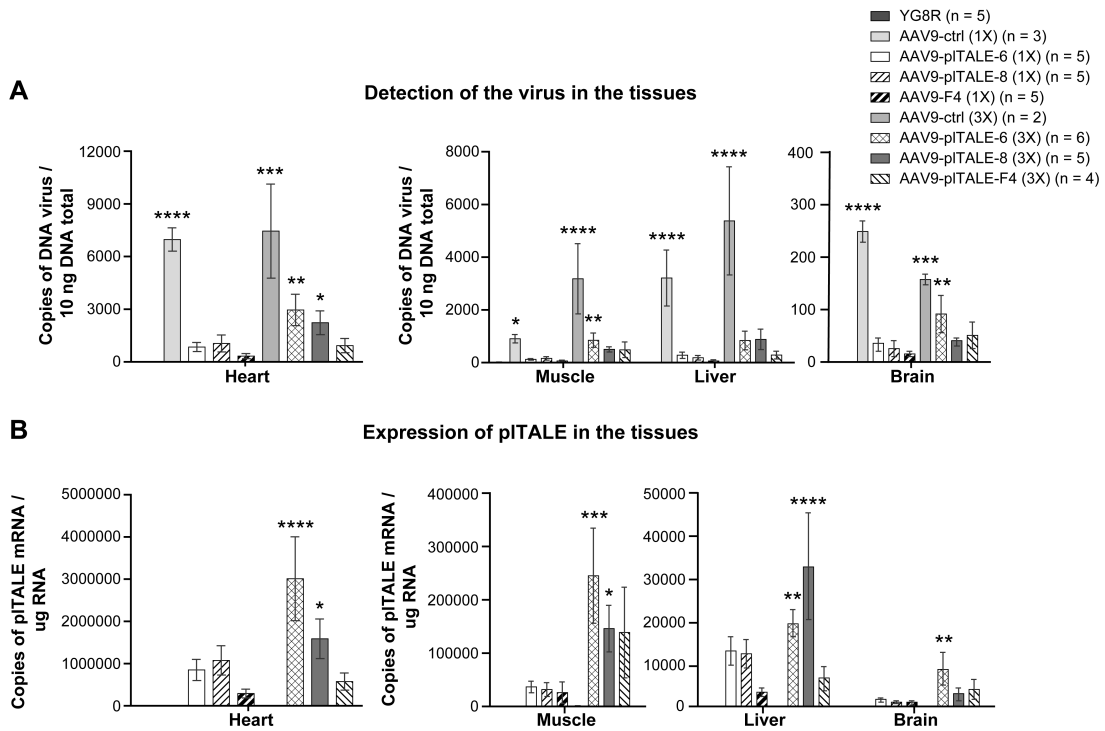 YG8R (n = 5)
AAV9-ctrl (1X) (n = 3)
AAV9-pITALE-6 (1X) (n = 5)
AAV9-pITALE-8 (1X) (n = 5)
AAV9-F4 (1X) (n = 5)
AAV9-ctrl (3X) (n = 2)
AAV9-pITALE-6 (3X) (n = 6)
AAV9-pITALE-8 (3X) (n = 5)
AAV9-pITALE-F4 (3X) (n = 4)
A
Detection of the virus in the tissues
Copies of DNA virus /
10 ng DNA total
12000
9000
6000
3000
0
****
***
**
*
Heart
Copies of DNA virus /
10 ng DNA total
8000
6000
4000
2000
0
*
****
**
****
****
Muscle
Liver
400
300
200
100
0
****
***
**
Brain
B
Expression of pITALE in the tissues
Copies of pITALE mRNA /
ug RNA
5000000
4000000
3000000
2000000
1000000
0
****
*
Heart
Copies of pITALE mRNA /
ug RNA
400000
300000
200000
100000
0
***
*
Muscle
50000
40000
30000
20000
10000
0
**
****
**
Liver
Brain